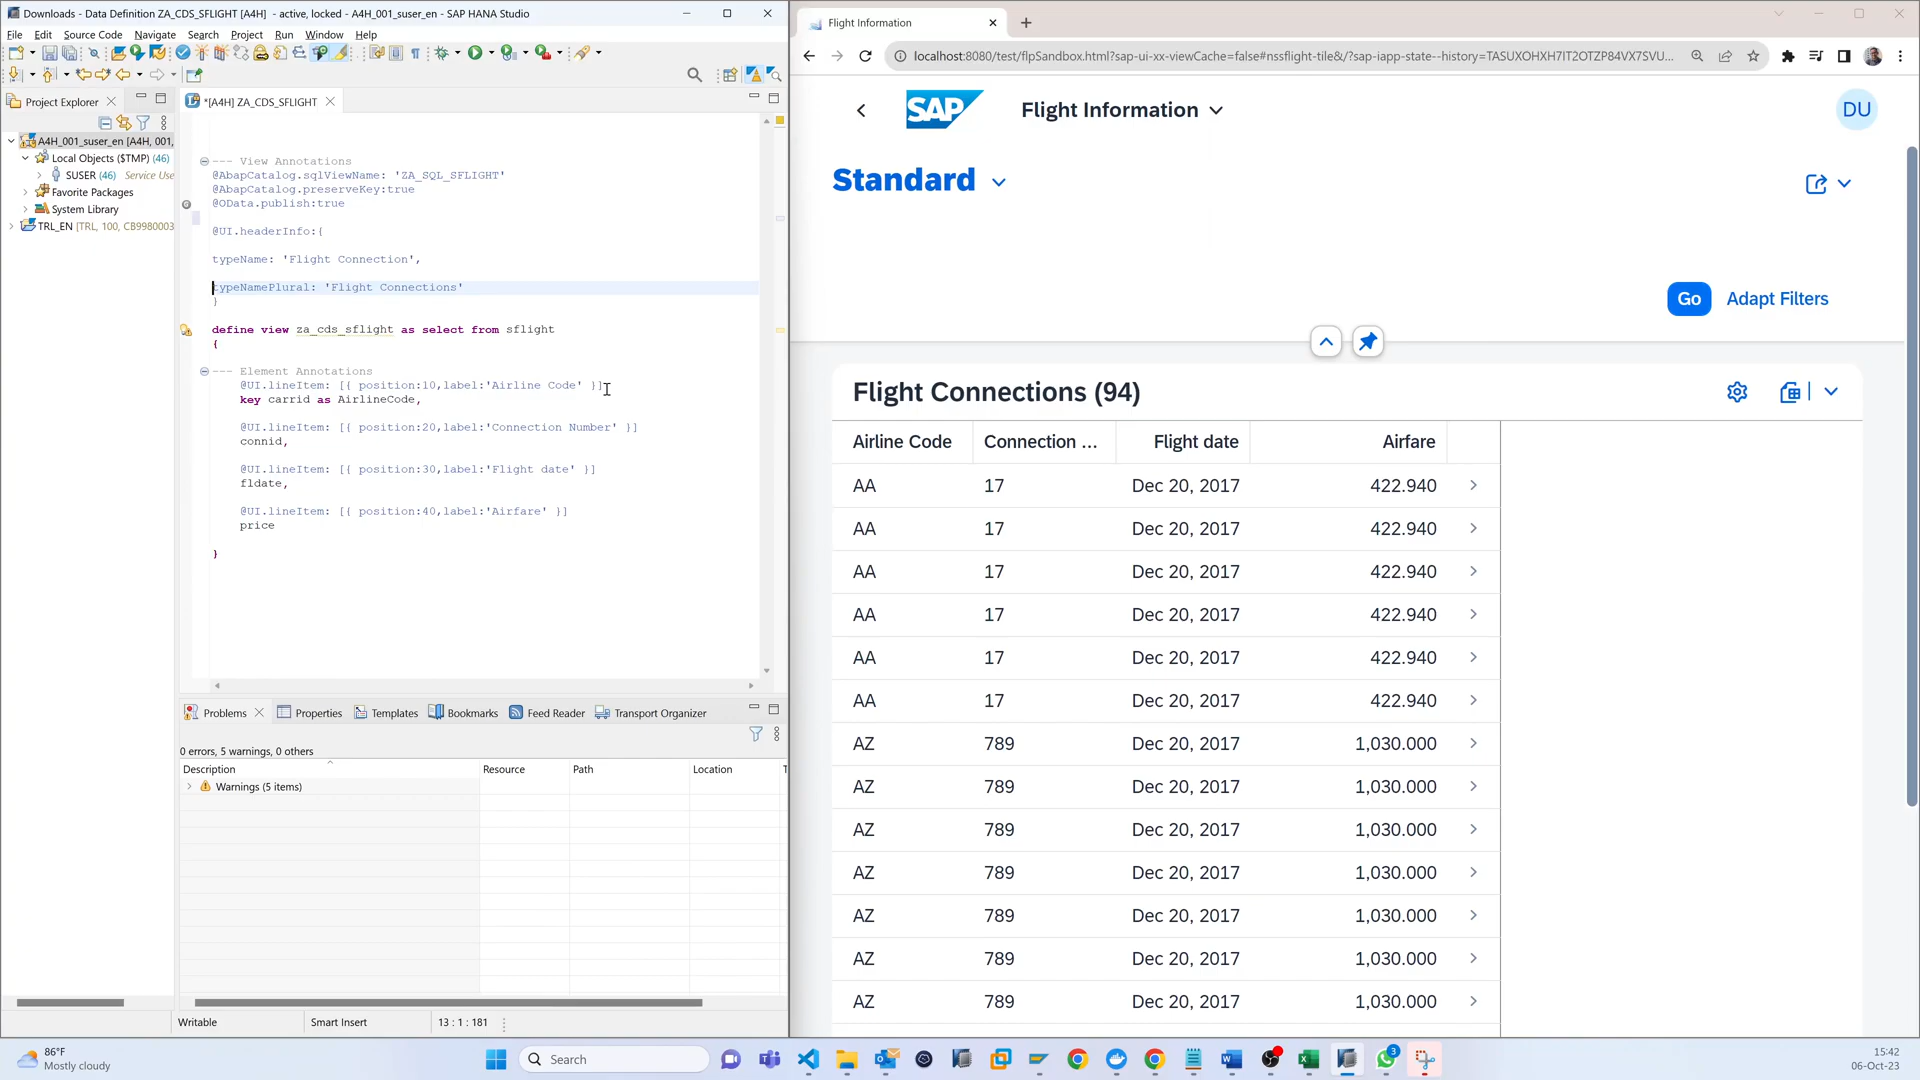 Downloads - Data Definition ZA_CDS_SFLIGHT [A4H] - active, locked - A4H_001_suser_en - SAP HANA Studio
File Edit Source Code Navigate Search Project Run Window Help
Project Explorer
A4H_001_suser_en [A4H, 001,
Local Objects ($TMP) (46)
SUSER (46) Service Use
Favorite Packages
System Library
TRL_EN [TRL, 100, CB9980003
*[A4H] ZA_CDS_SFLIGHT
--- View Annotations
@AbapCatalog.sqlViewName: 'ZA_SQL_SFLIGHT'
@AbapCatalog.preserveKey:true
@OData.publish:true
@UI.headerInfo:{
typeName: 'Flight Connection',
typeNamePlural: 'Flight Connections'
}
define view za_cds_sflight as select from sflight
{
--- Element Annotations
@UI.lineItem: [{ position:10,label:'Airline Code' }]
key carrid as AirlineCode,
@UI.lineItem: [{ position:20,label:'Connection Number' }]
connid,
@UI.lineItem: [{ position:30,label:'Flight date' }]
fldate,
@UI.lineItem: [{ position:40,label:'Airfare' }]
price
}
Problems Properties Templates Bookmarks Feed Reader Transport Organizer
0 errors, 5 warnings, 0 others
Description Resource Path Location T
Warnings (5 items)
Writable Smart Insert 13 : 1 : 181
Flight Information
localhost:8080/test/flpSandbox.html?sap-ui-xx-viewCache=false#nssflight-tile&/?sap-iapp-state--history=TASUXOHXH7IT2OTZP84VX7SVU...
SAP Flight Information DU
Standard
Go Adapt Filters
Flight Connections (94)
Airline Code Connection ... Flight date Airfare
AA 17 Dec 20, 2017 422.940
AA 17 Dec 20, 2017 422.940
AA 17 Dec 20, 2017 422.940
AA 17 Dec 20, 2017 422.940
AA 17 Dec 20, 2017 422.940
AA 17 Dec 20, 2017 422.940
AZ 789 Dec 20, 2017 1,030.000
AZ 789 Dec 20, 2017 1,030.000
AZ 789 Dec 20, 2017 1,030.000
AZ 789 Dec 20, 2017 1,030.000
AZ 789 Dec 20, 2017 1,030.000
AZ 789 Dec 20, 2017 1,030.000
AZ 789 Dec 20, 2017 1,030.000
86°F
Mostly cloudy
Search
3
15:42
06-Oct-23